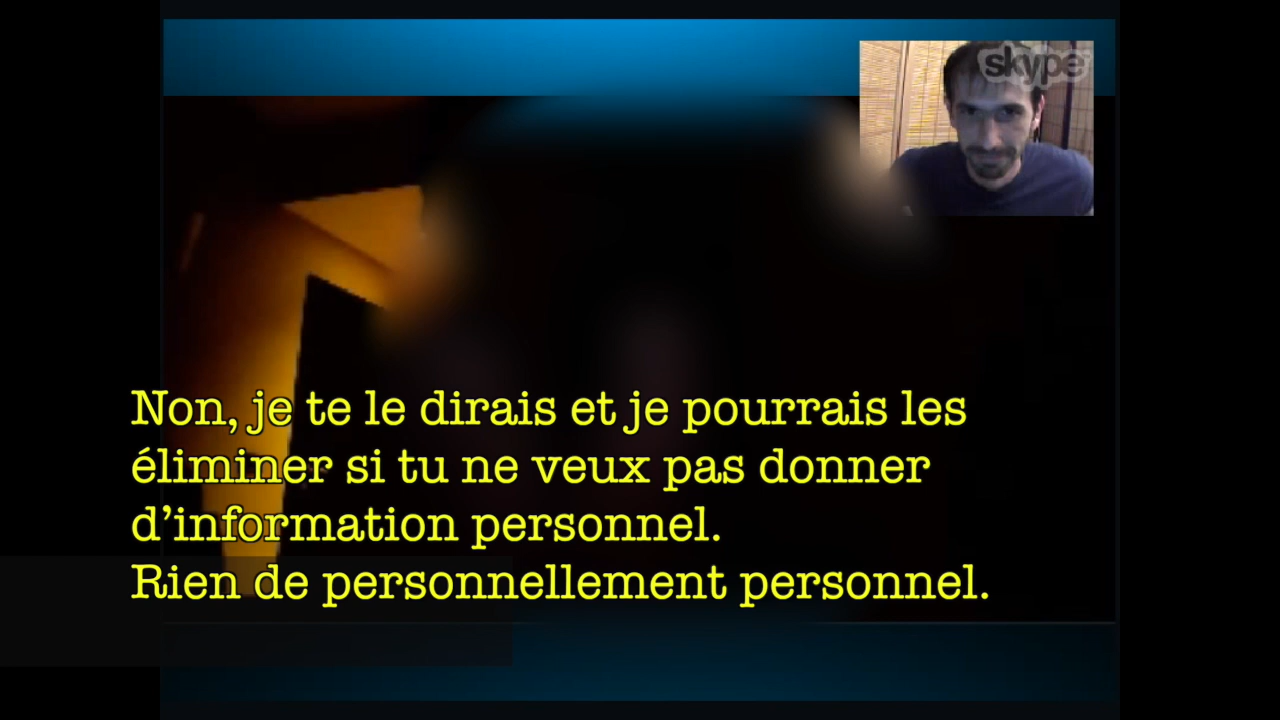 skype
Non, je te le dirais et je pourrais les
éliminer si tu ne veux pas donner
d’information personnel.
Rien de personnellement personnel.